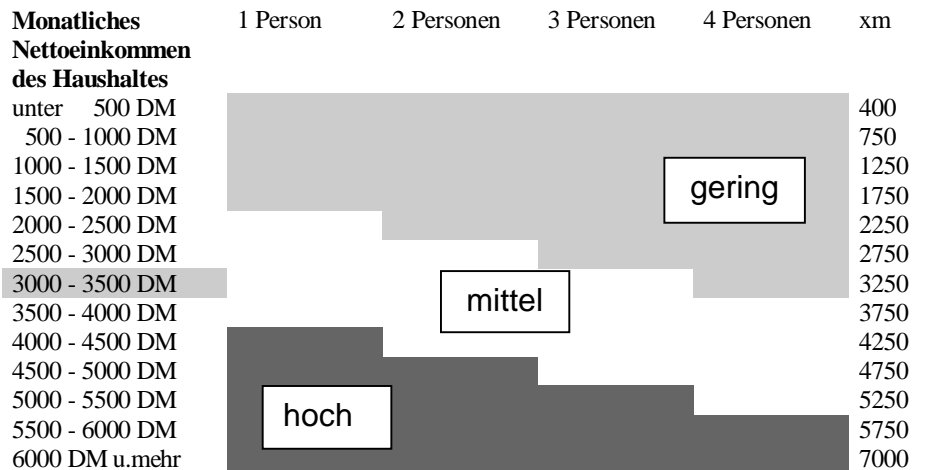 Monatliches 1 Person 2 Personen 3 Personen 4 Personen xm
Nettoeinkommen
des Haushaltes
unter 500 DM 400
500 - 1000 DM 750
1000 - 1500 DM 1250
1500 - 2000 DM 1750
gering
2000 - 2500 DM 2250
2500 - 3000 DM 2750
3000 - 3500 DM 3250
mittel
3500 - 4000 DM 3750
4000 - 4500 DM 4250
4500 - 5000 DM 4750
5000 - 5500 DM 5250
hoch
5500 - 6000 DM 5750
6000 DM u.mehr 7000